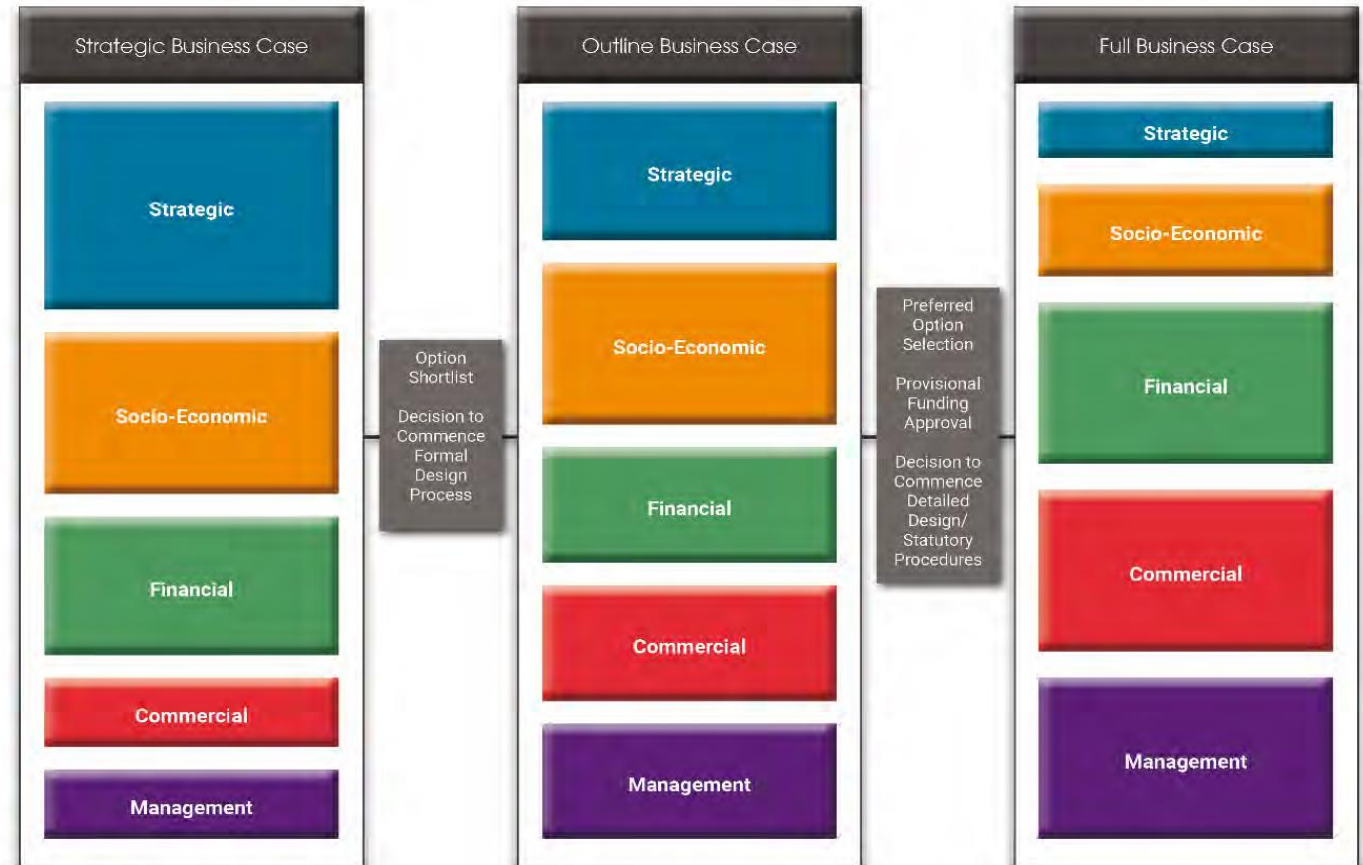 Strategic Business Case
Strategic
Socio-Economic
Financial
Commercial
Management
Option
Shortlist
Decision to
Commence
Formal
Design
Process
Outline Business Case
Strategic
Socio-Economic
Financial
Commercial
Management
Preferred
Option
Selection
Provisional
Funding
Approval
Decision to
Commence
Detailed
Design/
Statutory
Procedures
Full Business Case
Strategic
Socio-Economic
Financial
Commercial
Management